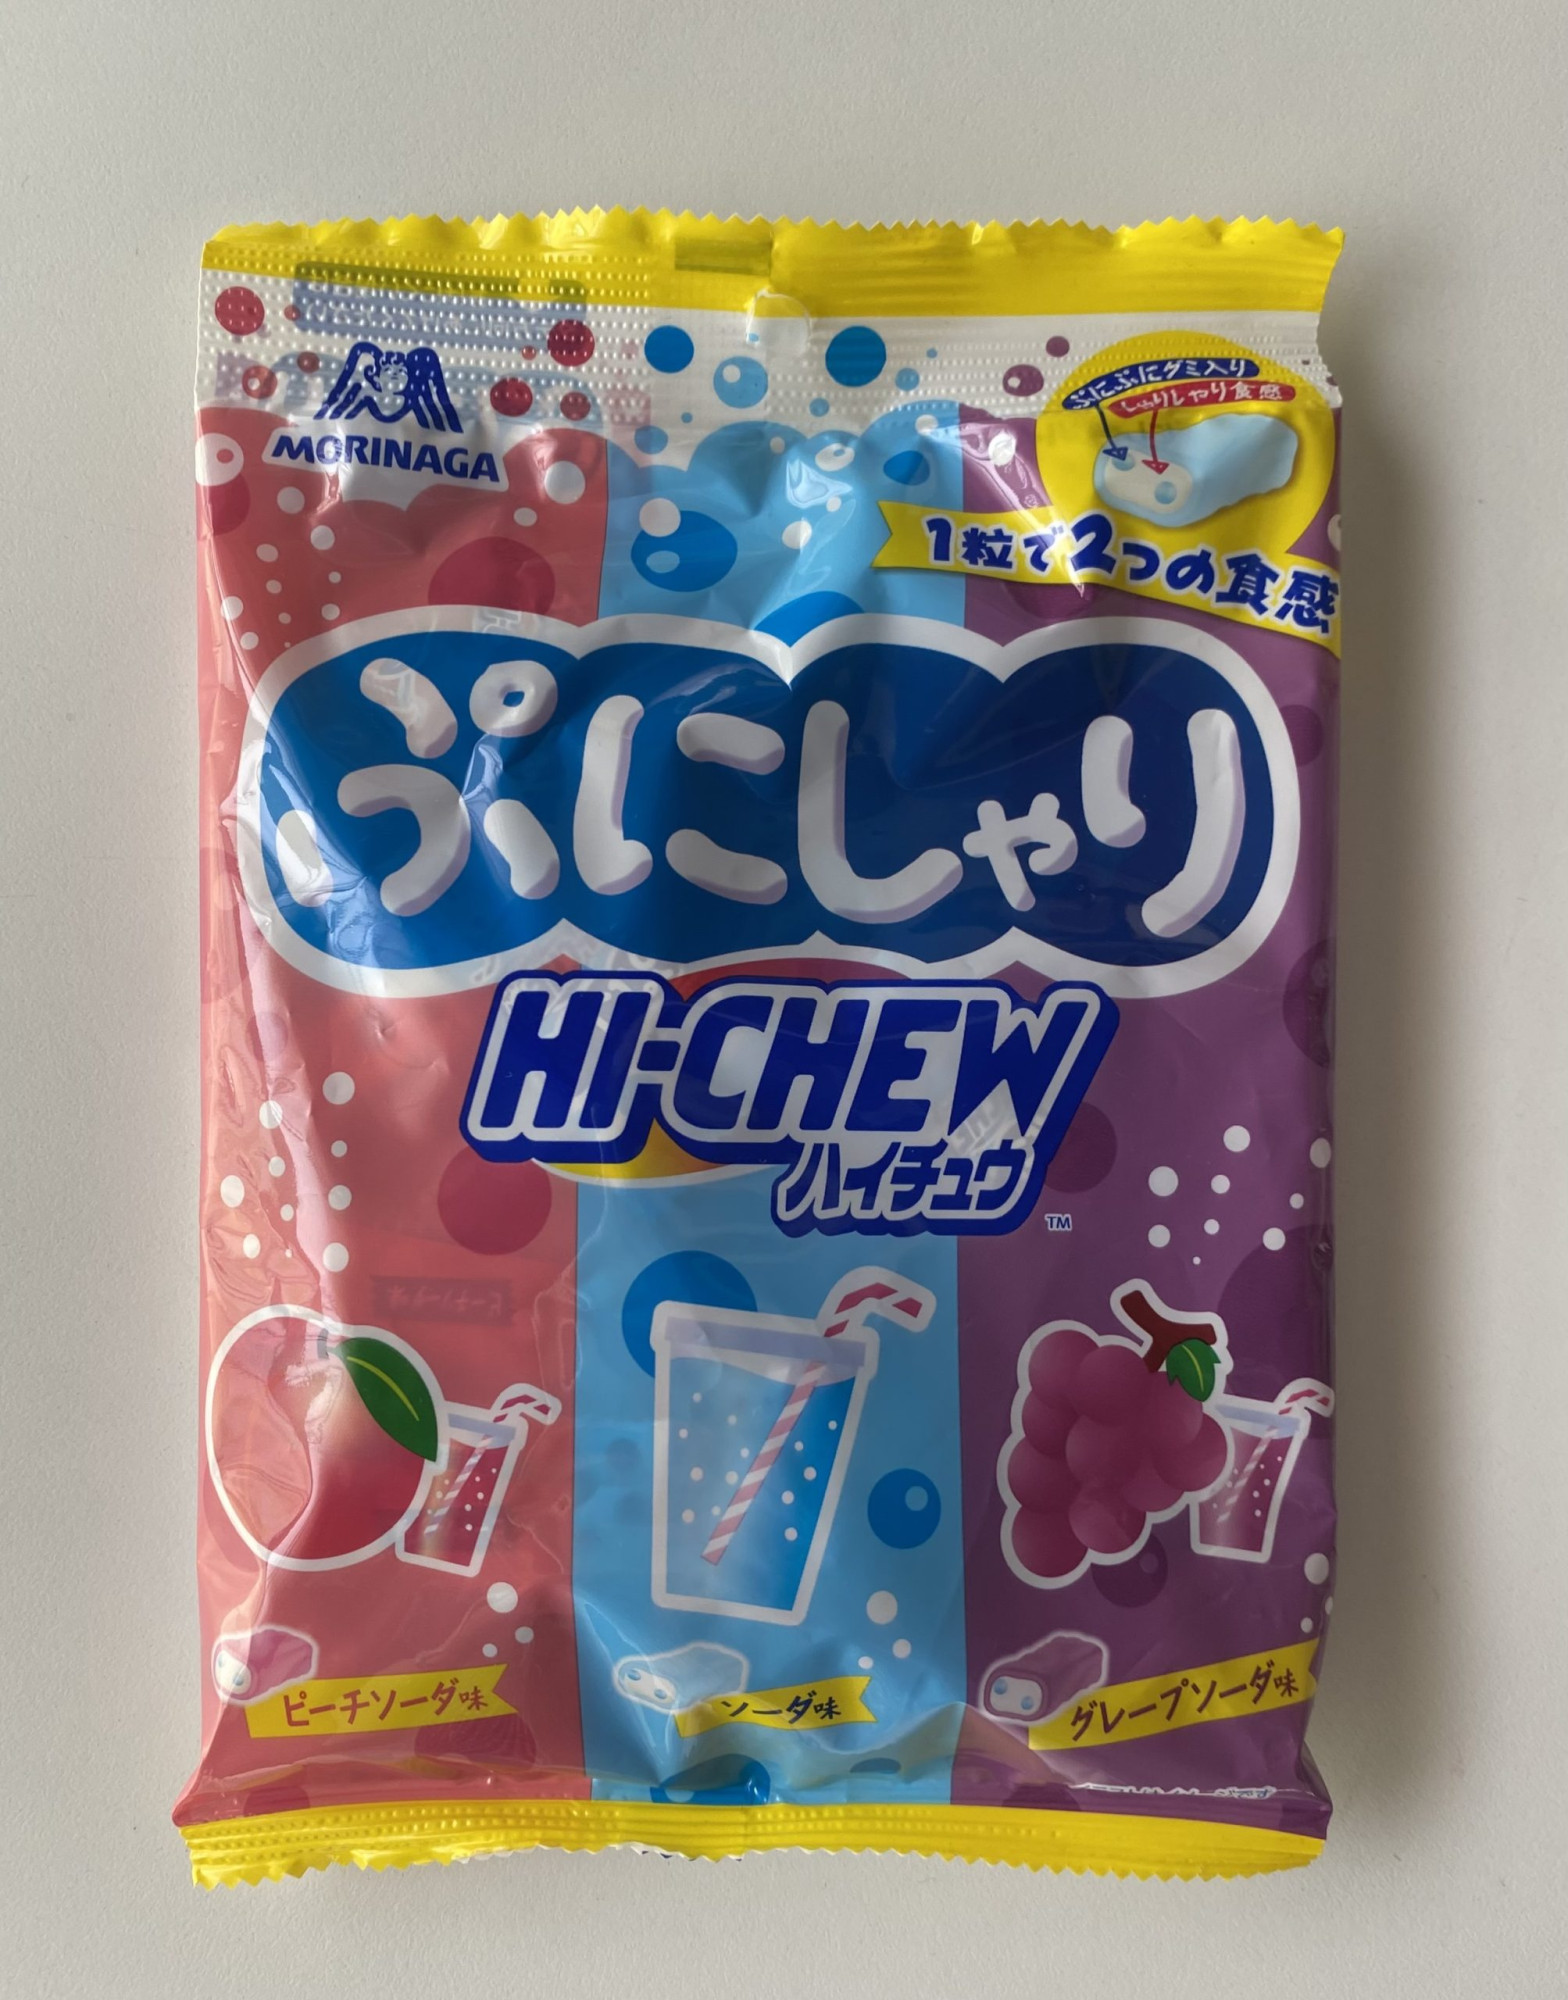 MORINAGA
ぷにぷにグミ入り
しゃりしゃり食感
1粒で2つの食感
ぷにしゃり
HI-CHEW
ハイチュウ
TM
ピーチソーダ味
ソーダ味
グレープソーダ味